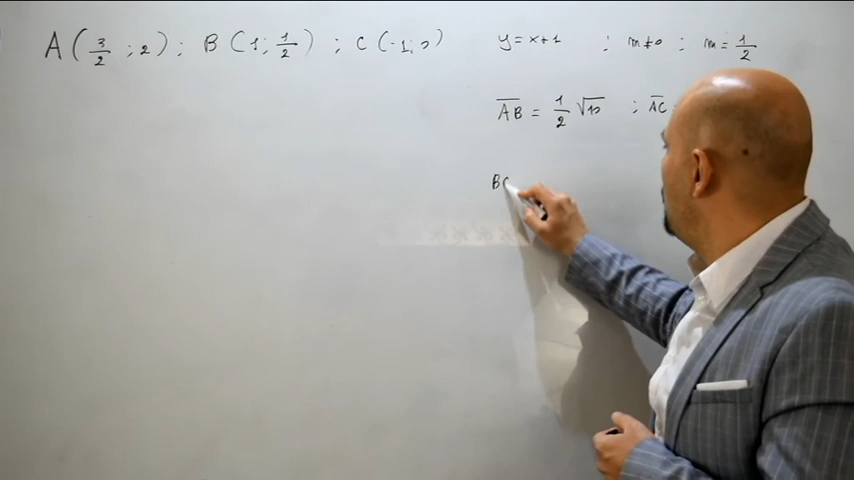 A(3/2 ; 2) ; B(1; 1/2) ; C(-1; 0) y = x+1 ; m≠0 ; m = 1/2
AB = 1/2 √10 ; AC
BC